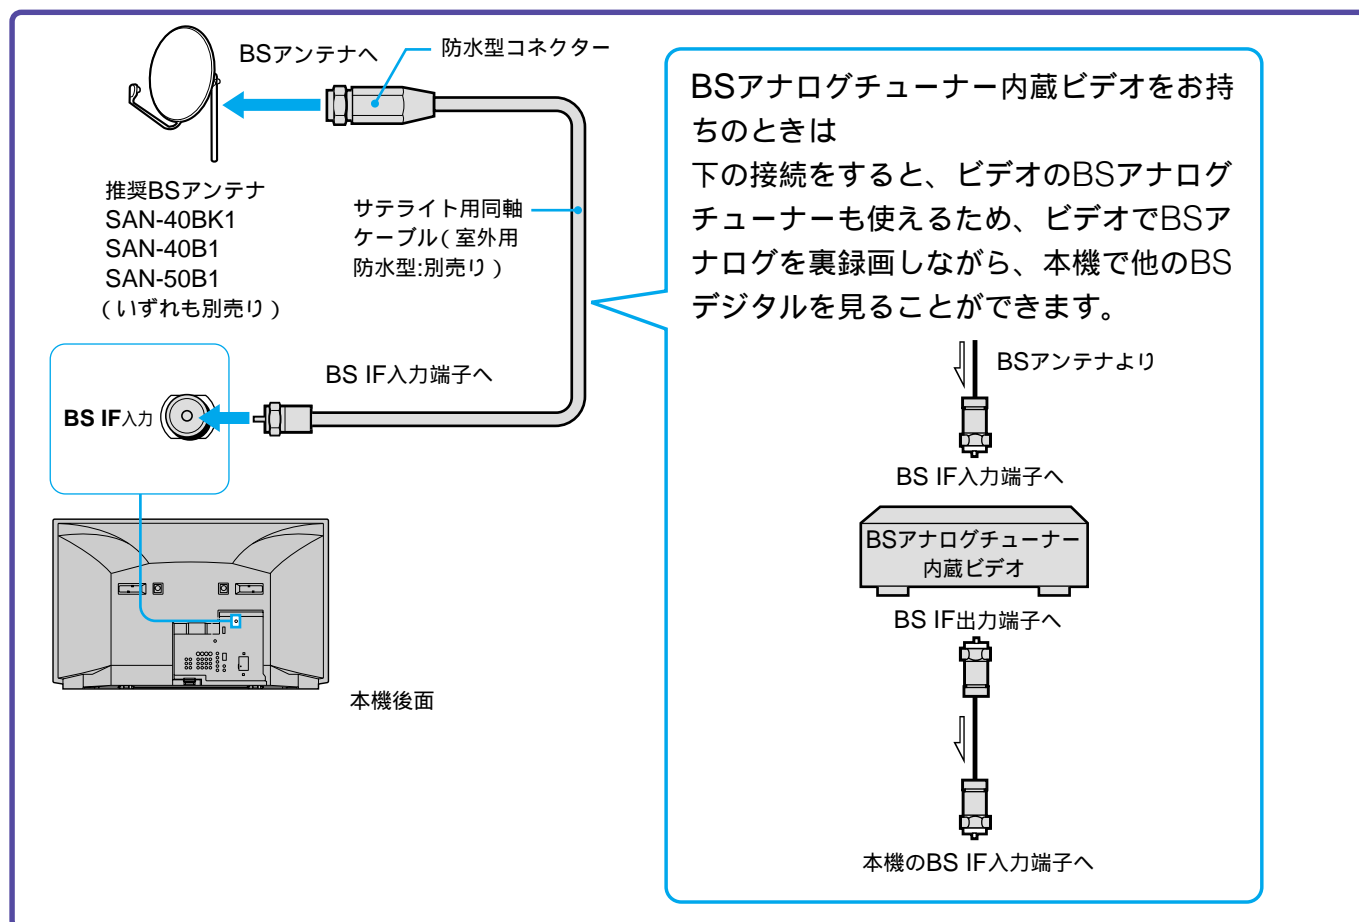 BSアンテナへ
防水型コネクター
推奨BSアンテナ
SAN-40BK1
SAN-40B1
SAN-50B1
(いずれも別売り)
サテライト用同軸
ケーブル(室外用
防水型:別売り)
BS IF入力端子へ
BS IF入力
本機後面
BSアナログチューナー内蔵ビデオをお持
ちのときは
下の接続をすると、ビデオのBSアナログ
チューナーも使えるため、ビデオでBSア
ナログを裏録画しながら、本機で他のBS
デジタルを見ることができます。
BSアンテナより
BS IF入力端子へ
BSアナログチューナー
内蔵ビデオ
BS IF出力端子へ
本機のBS IF入力端子へ